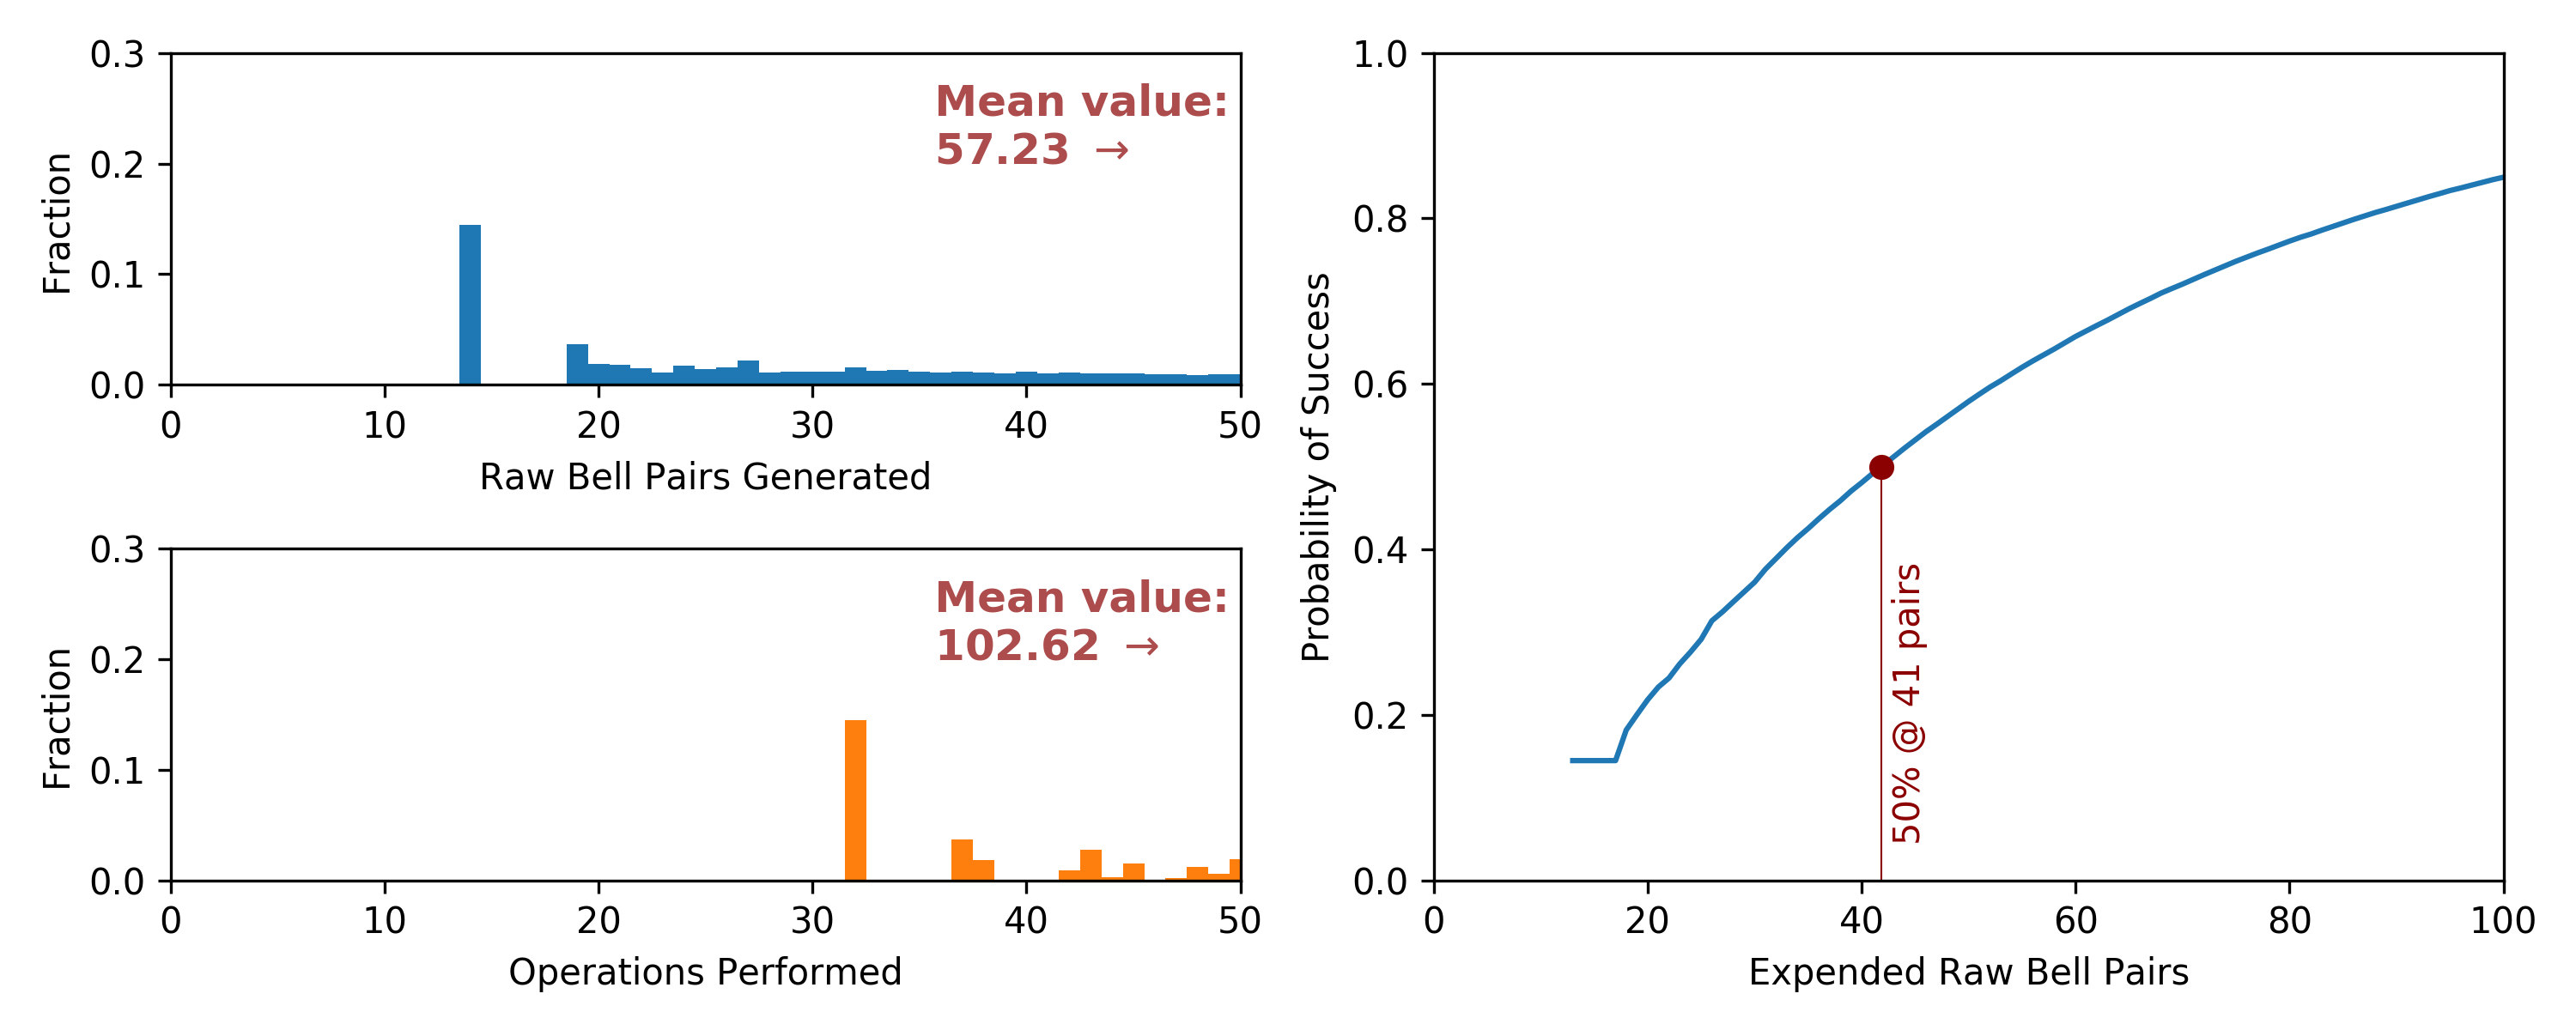 0.3
0.2
0.1
0.0
Fraction
Mean value:
57.23 →
0 10 20 30 40 50
Raw Bell Pairs Generated
0.3
0.2
0.1
0.0
Fraction
Mean value:
102.62 →
0 10 20 30 40 50
Operations Performed
1.0
0.8
0.6
0.4
0.2
0.0
Probability of Success
50% @ 41 pairs
0 20 40 60 80 100
Expended Raw Bell Pairs